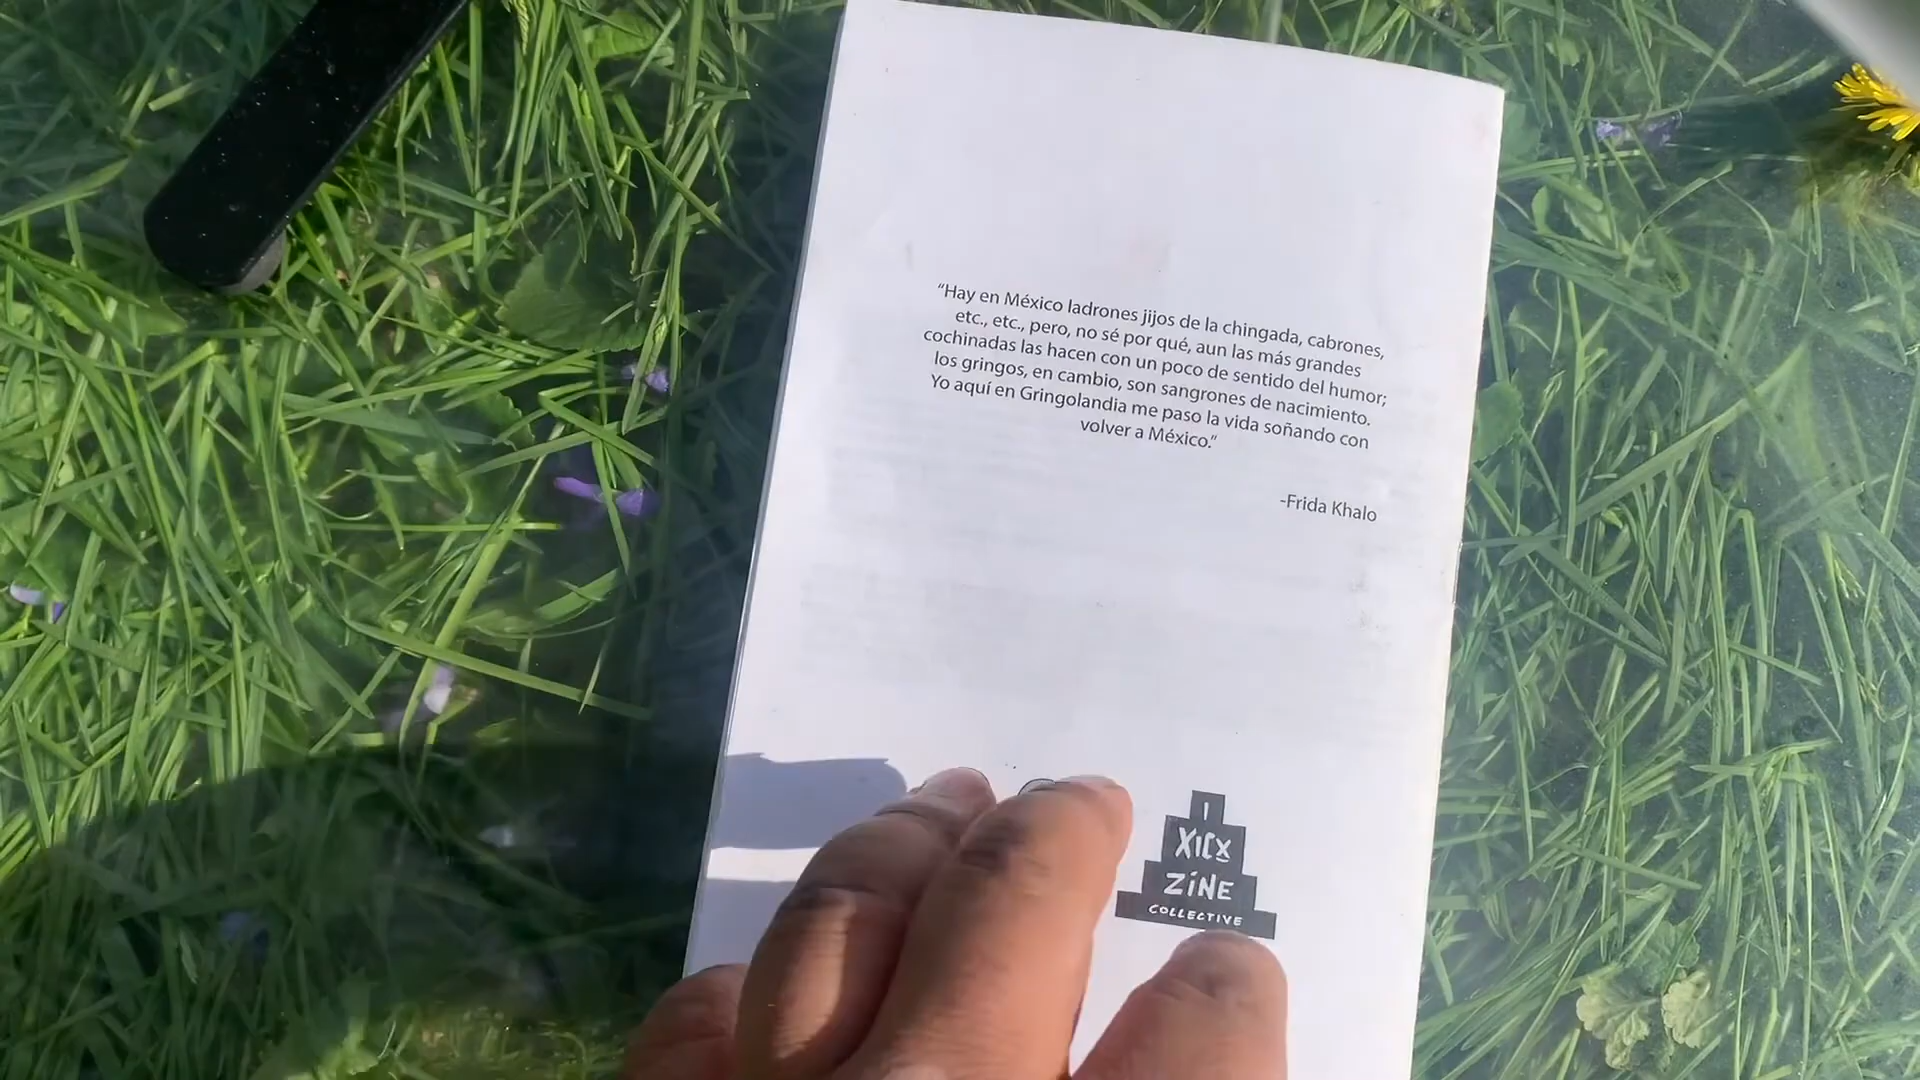 “Hay en México ladrones jijos de la chingada, cabrones,
etc., etc., pero, no sé por qué, aun las más grandes
cochinadas las hacen con un poco de sentido del humor;
los gringos, en cambio, son sangrones de nacimiento.
Yo aquí en Gringolandia me paso la vida soñando con
volver a México.”
-Frida Khalo
XICX
ZINE
COLLECTIVE